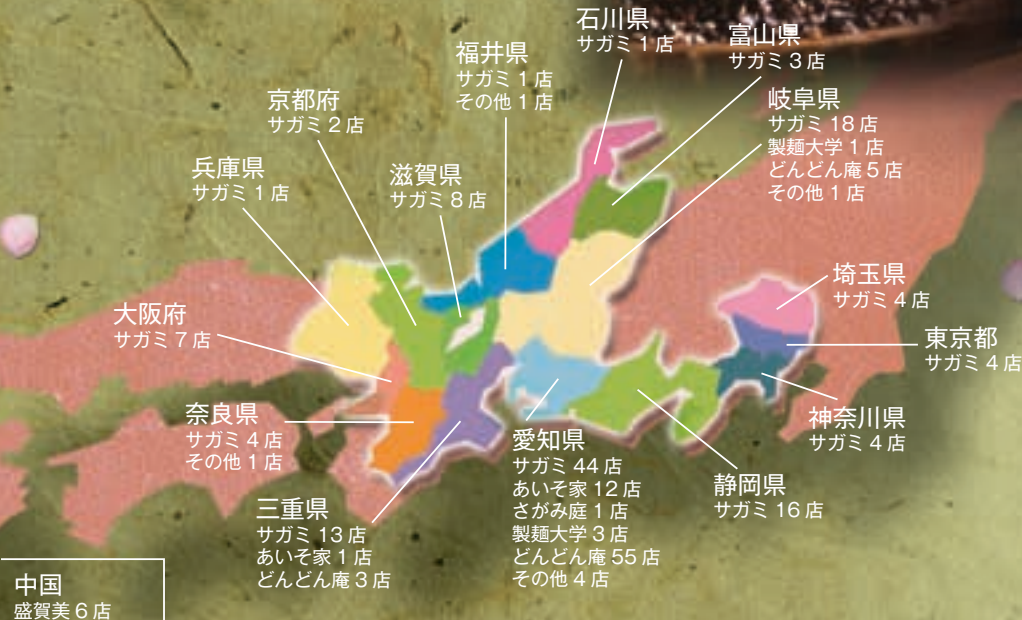 石川県
サガミ 1 店
富山県
サガミ 3 店
福井県
サガミ 1 店
その他 1 店
京都府
サガミ 2 店
岐阜県
サガミ 18 店
製麺大学 1 店
どんどん庵 5 店
その他 1 店
兵庫県
サガミ 1 店
滋賀県
サガミ 8 店
埼玉県
サガミ 4 店
大阪府
サガミ 7 店
東京都
サガミ 4 店
奈良県
サガミ 4 店
その他 1 店
神奈川県
サガミ 4 店
愛知県
サガミ 44 店
あいそ家 12 店
さがみ庭 1 店
製麺大学 3 店
どんどん庵 55 店
その他 4 店
静岡県
サガミ 16 店
三重県
サガミ 13 店
あいそ家 1 店
どんどん庵 3 店
中国
盛賀美 6 店